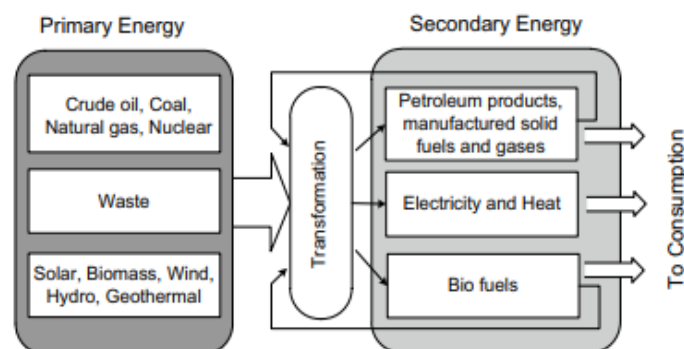 Primary Energy
Crude oil, Coal,
Natural gas, Nuclear
Waste
Solar, Biomass, Wind,
Hydro, Geothermal
Transformation
Secondary Energy
Petroleum products,
manufactured solid
fuels and gases
Electricity and Heat
Bio fuels
To Consumption